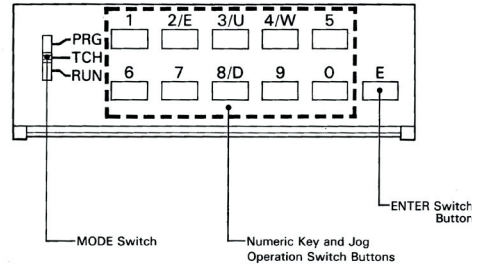 1 2/E 3/U 4/W 5
PRG
TCH
RUN
6 7 8/D 9 0 E
ENTER Switch
Button
MODE Switch
Numeric Key and Jog
Operation Switch Buttons